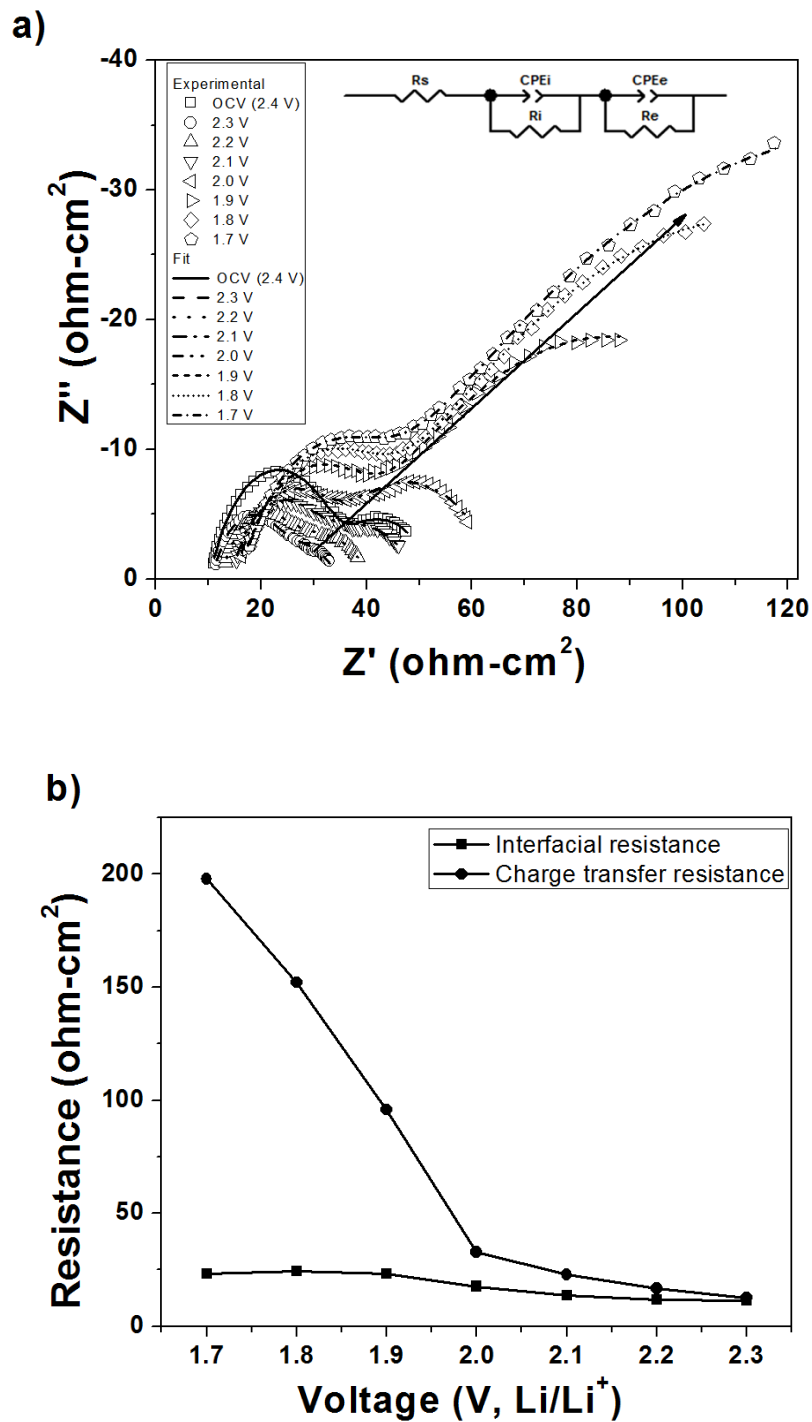 a)
-40
-30
-20
-10
0
Z'' (ohm-cm²)
Experimental
OCV (2.4 V)
2.3 V
2.2 V
2.1 V
2.0 V
1.9 V
1.8 V
1.7 V
Fit
OCV (2.4 V)
2.3 V
2.2 V
2.1 V
2.0 V
1.9 V
1.8 V
1.7 V
Rs CPEi CPEe
Ri Re
0 20 40 60 80 100 120
Z' (ohm-cm²)
b)
200
150
100
50
0
Resistance (ohm-cm²)
Interfacial resistance
Charge transfer resistance
1.7 1.8 1.9 2.0 2.1 2.2 2.3
Voltage (V, Li/Li⁺)